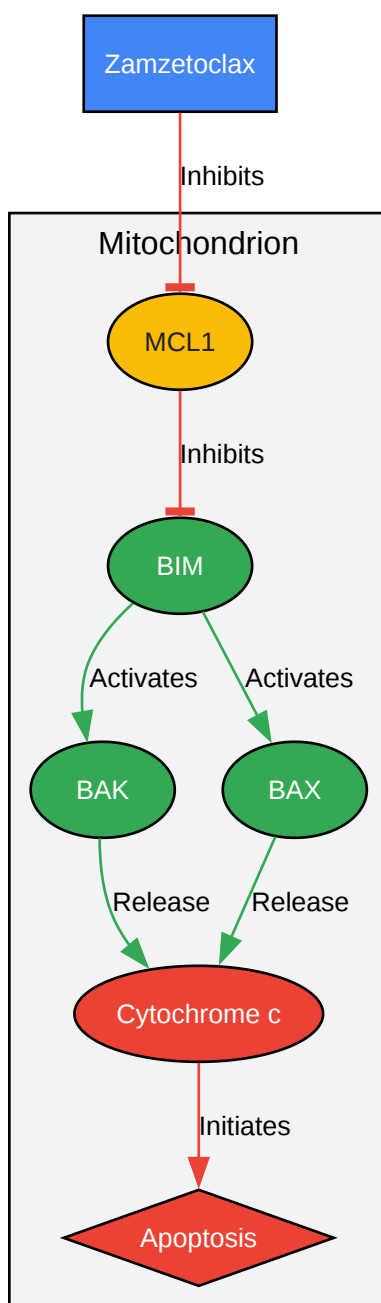 Zamzetoclax
Inhibits
Mitochondrion
MCL1
Inhibits
BIM
Activates
Activates
BAK
BAX
Release
Release
Cytochrome c
Initiates
Apoptosis